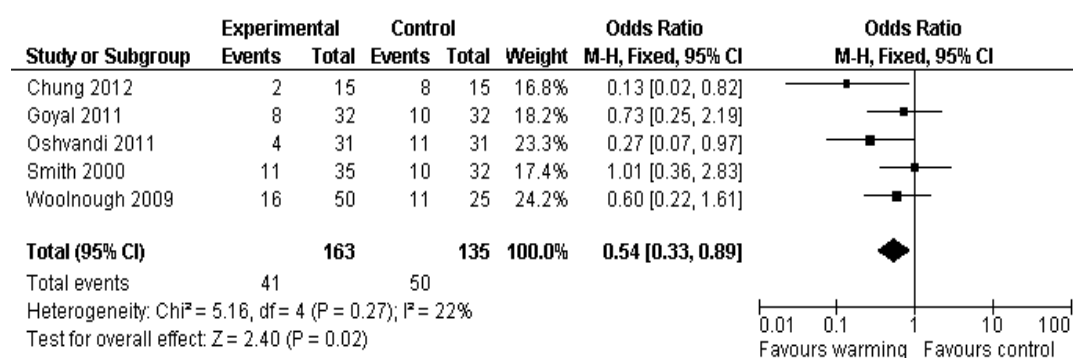 Experimental Control Odds Ratio Odds Ratio
Study or Subgroup Events Total Events Total Weight M-H, Fixed, 95% CI M-H, Fixed, 95% CI
Chung 2012 2 15 8 15 16.8% 0.13 [0.02, 0.82]
Goyal 2011 8 32 10 32 18.2% 0.73 [0.25, 2.19]
Oshvandi 2011 4 31 11 31 23.3% 0.27 [0.07, 0.97]
Smith 2000 11 35 10 32 17.4% 1.01 [0.36, 2.83]
Woolnough 2009 16 50 11 25 24.2% 0.60 [0.22, 1.61]
Total (95% CI) 163 135 100.0% 0.54 [0.33, 0.89]
Total events 41 50
Heterogeneity: Chi² = 5.16, df = 4 (P = 0.27); I² = 22%
Test for overall effect: Z = 2.40 (P = 0.02)
0.01 0.1 1 10 100
Favours warming Favours control